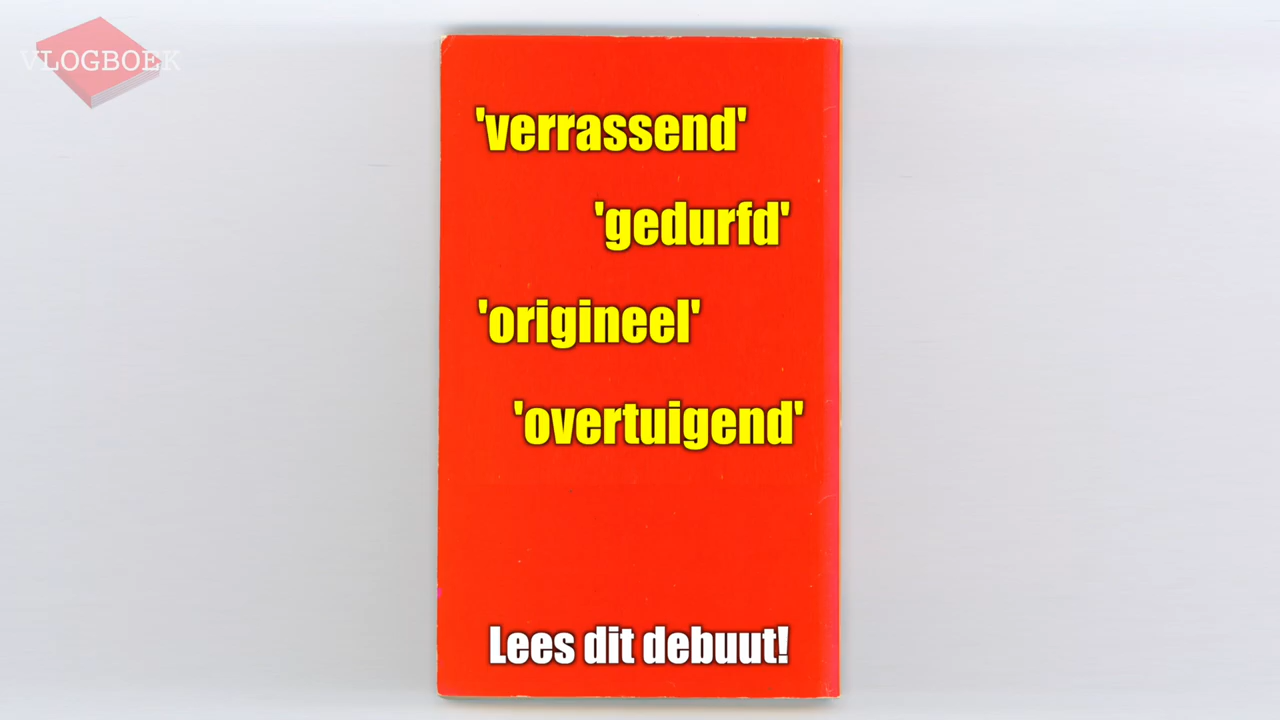 VLOGBOEK
'verrassend'
'gedurfd'
'origineel'
'overtuigend'
Lees dit debuut!